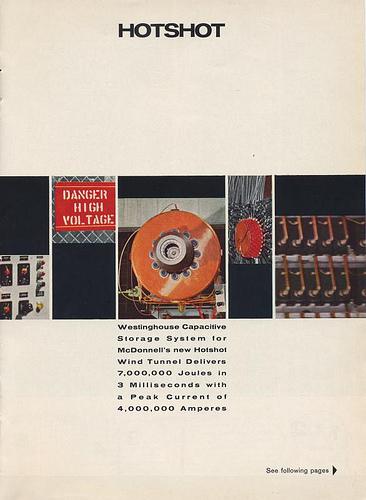 HOTSHOT
DANGER
HIGH
VOLTAGE
Westinghouse Capacitive
Storage System for
McDonnell's new Hotshot
Wind Tunnel Delivers
7,000,000 Joules in
3 Milliseconds with
a Peak Current of
4,000,000 Amperes
See following pages